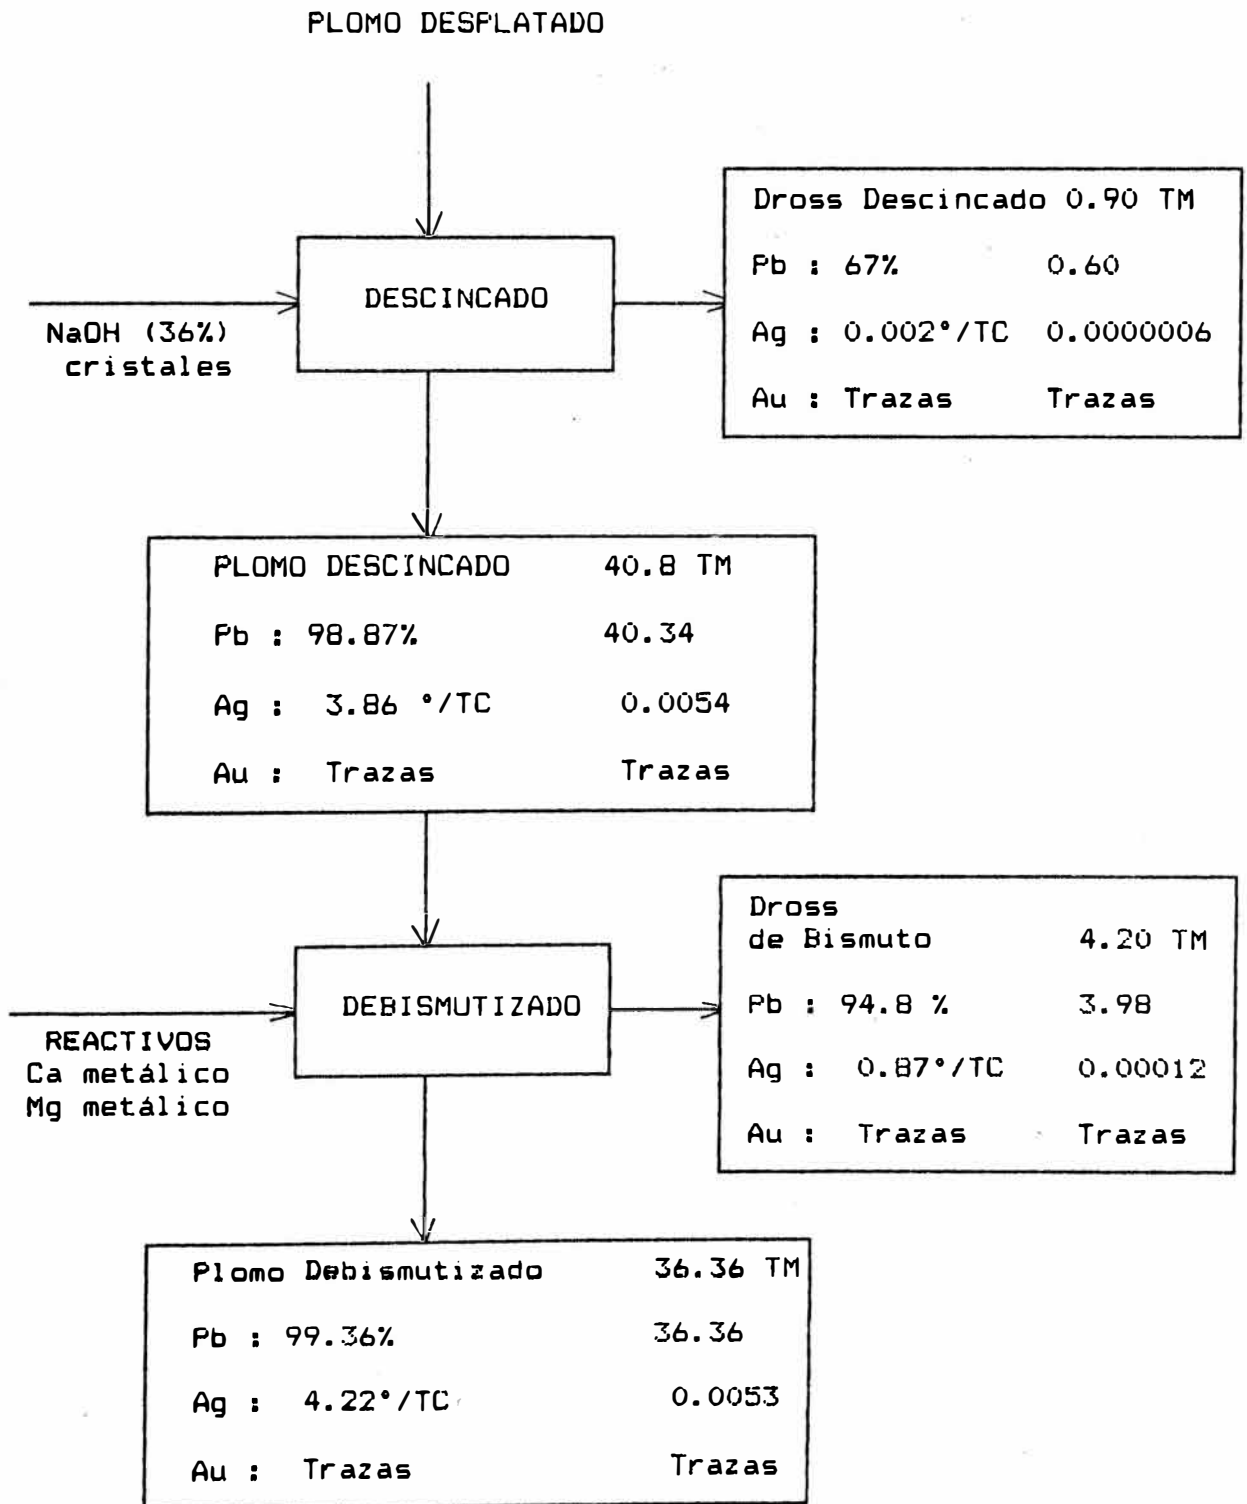 PLOMO DESPLATADO
Dross Descincado 0.90 TM
Pb : 67% 0.60
Ag : 0.002°/TC 0.0000006
Au : Trazas Trazas
DESCINCADO
NaOH (36%)
cristales
PLOMO DESCINCADO 40.8 TM
Pb : 98.87% 40.34
Ag : 3.86 °/TC 0.0054
Au : Trazas Trazas
Dross
de Bismuto 4.20 TM
Pb : 94.8 % 3.98
Ag : 0.87°/TC 0.00012
Au : Trazas Trazas
DEBISMUTIZADO
REACTIVOS
Ca metálico
Mg metálico
Plomo Debismutizado 36.36 TM
Pb : 99.36% 36.36
Ag : 4.22°/TC 0.0053
Au : Trazas Trazas